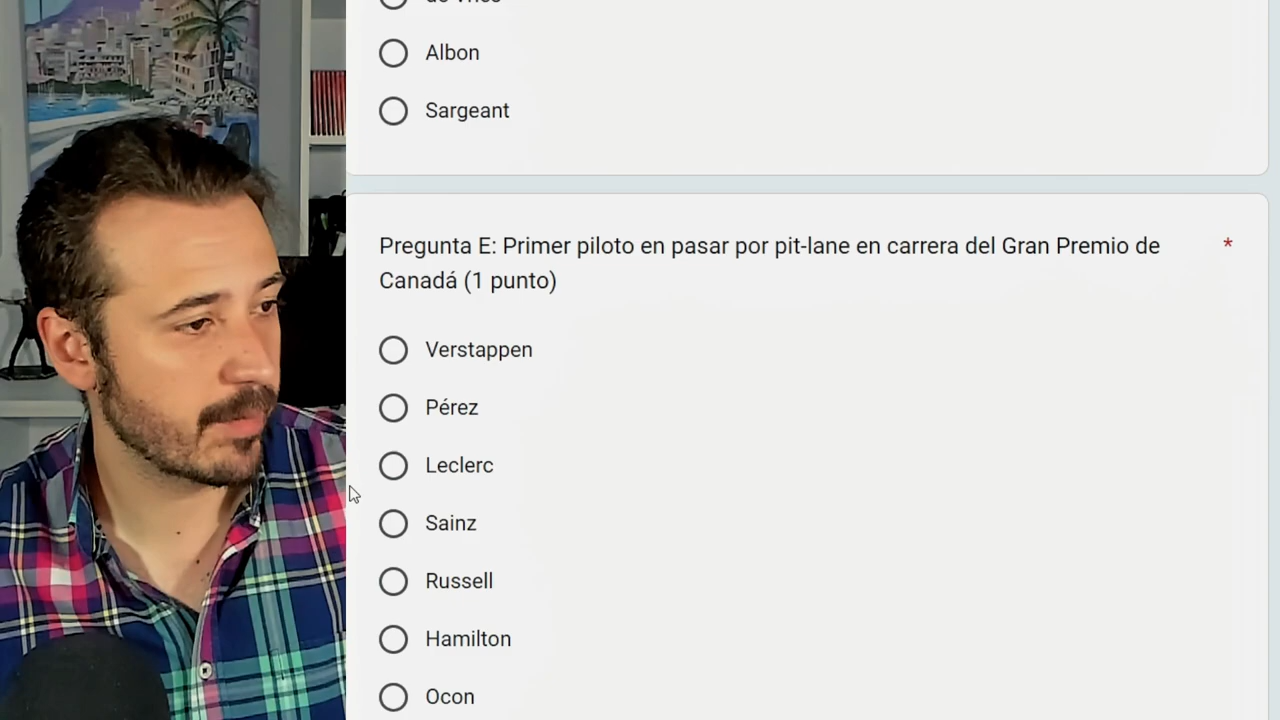 Albon
Sargeant
Pregunta E: Primer piloto en pasar por pit-lane en carrera del Gran Premio de *
Canadá (1 punto)
Verstappen
Pérez
Leclerc
Sainz
Russell
Hamilton
Ocon